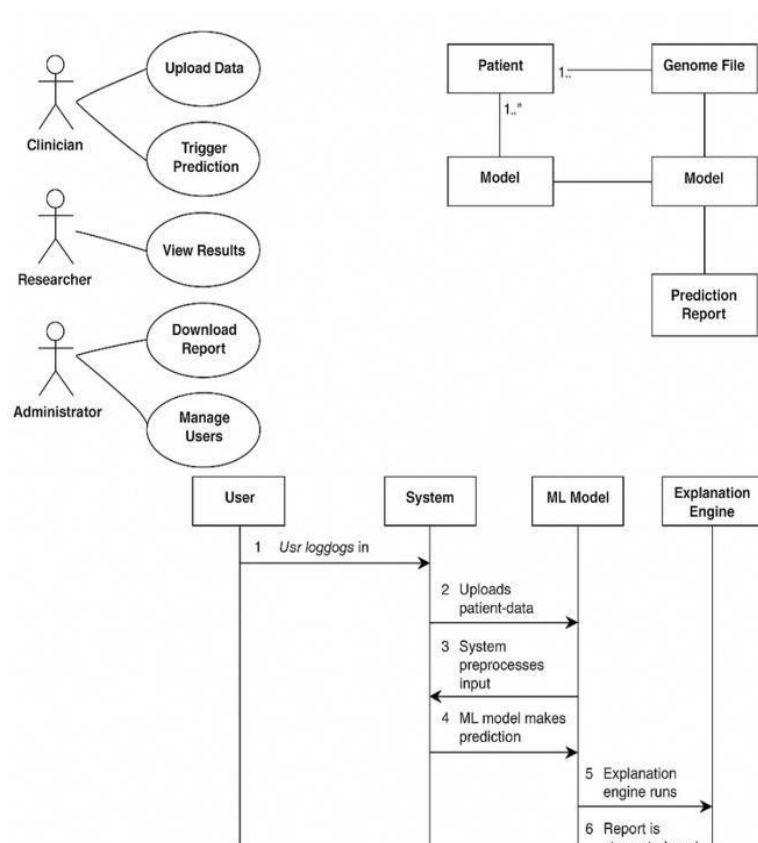 Upload Data
Clinician
Trigger
Prediction
View Results
Researcher
Download
Report
Administrator
Manage
Users
Patient
1..
Genome File
1.."
Model
Model
Prediction
Report
User
System
ML Model
Explanation
Engine
1 Usr loggogs in
2 Uploads
patient-data
3 System
preprocesses
input
4 ML model makes
prediction
5 Explanation
engine runs
6 Report is